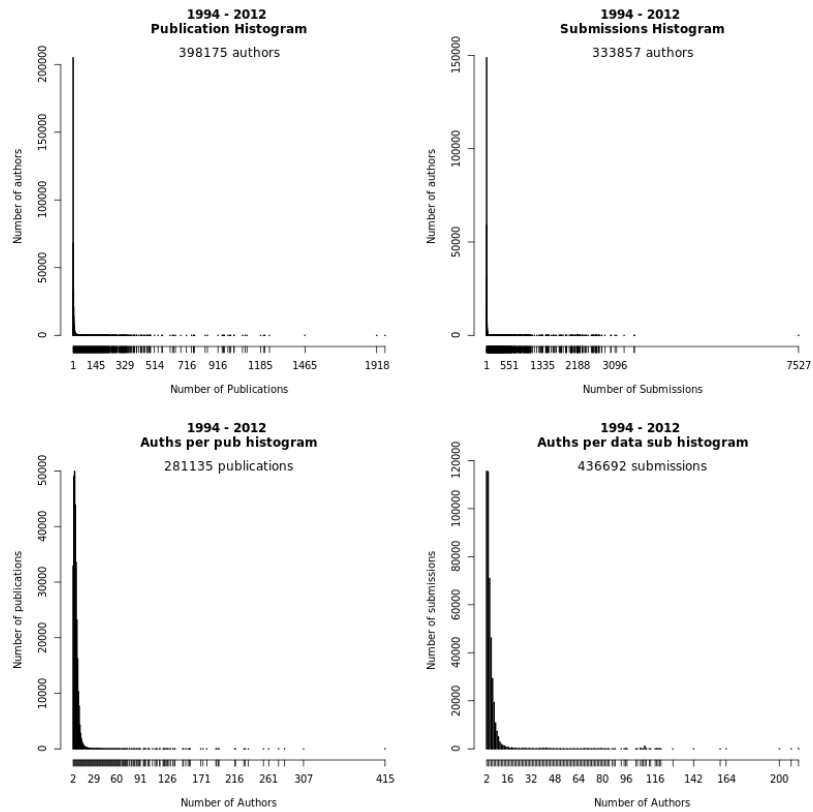 1994 - 2012
Publication Histogram
398175 authors
Number of authors
0
50000
100000
150000
200000
1 145 329 514 716 916 1185 1465 1918
Number of Publications
1994 - 2012
Submissions Histogram
333857 authors
Number of authors
0
50000
100000
150000
1 551 1335 2188 3096 7527
Number of Submissions
1994 - 2012
Auths per pub histogram
281135 publications
Number of publications
0
10000
20000
30000
40000
50000
2 29 60 91 126 171 216 261 307 415
Number of Authors
1994 - 2012
Auths per data sub histogram
436692 submissions
Number of submissions
0
20000
40000
60000
80000
100000
120000
2 16 32 48 64 80 96 116 142 164 200
Number of Authors